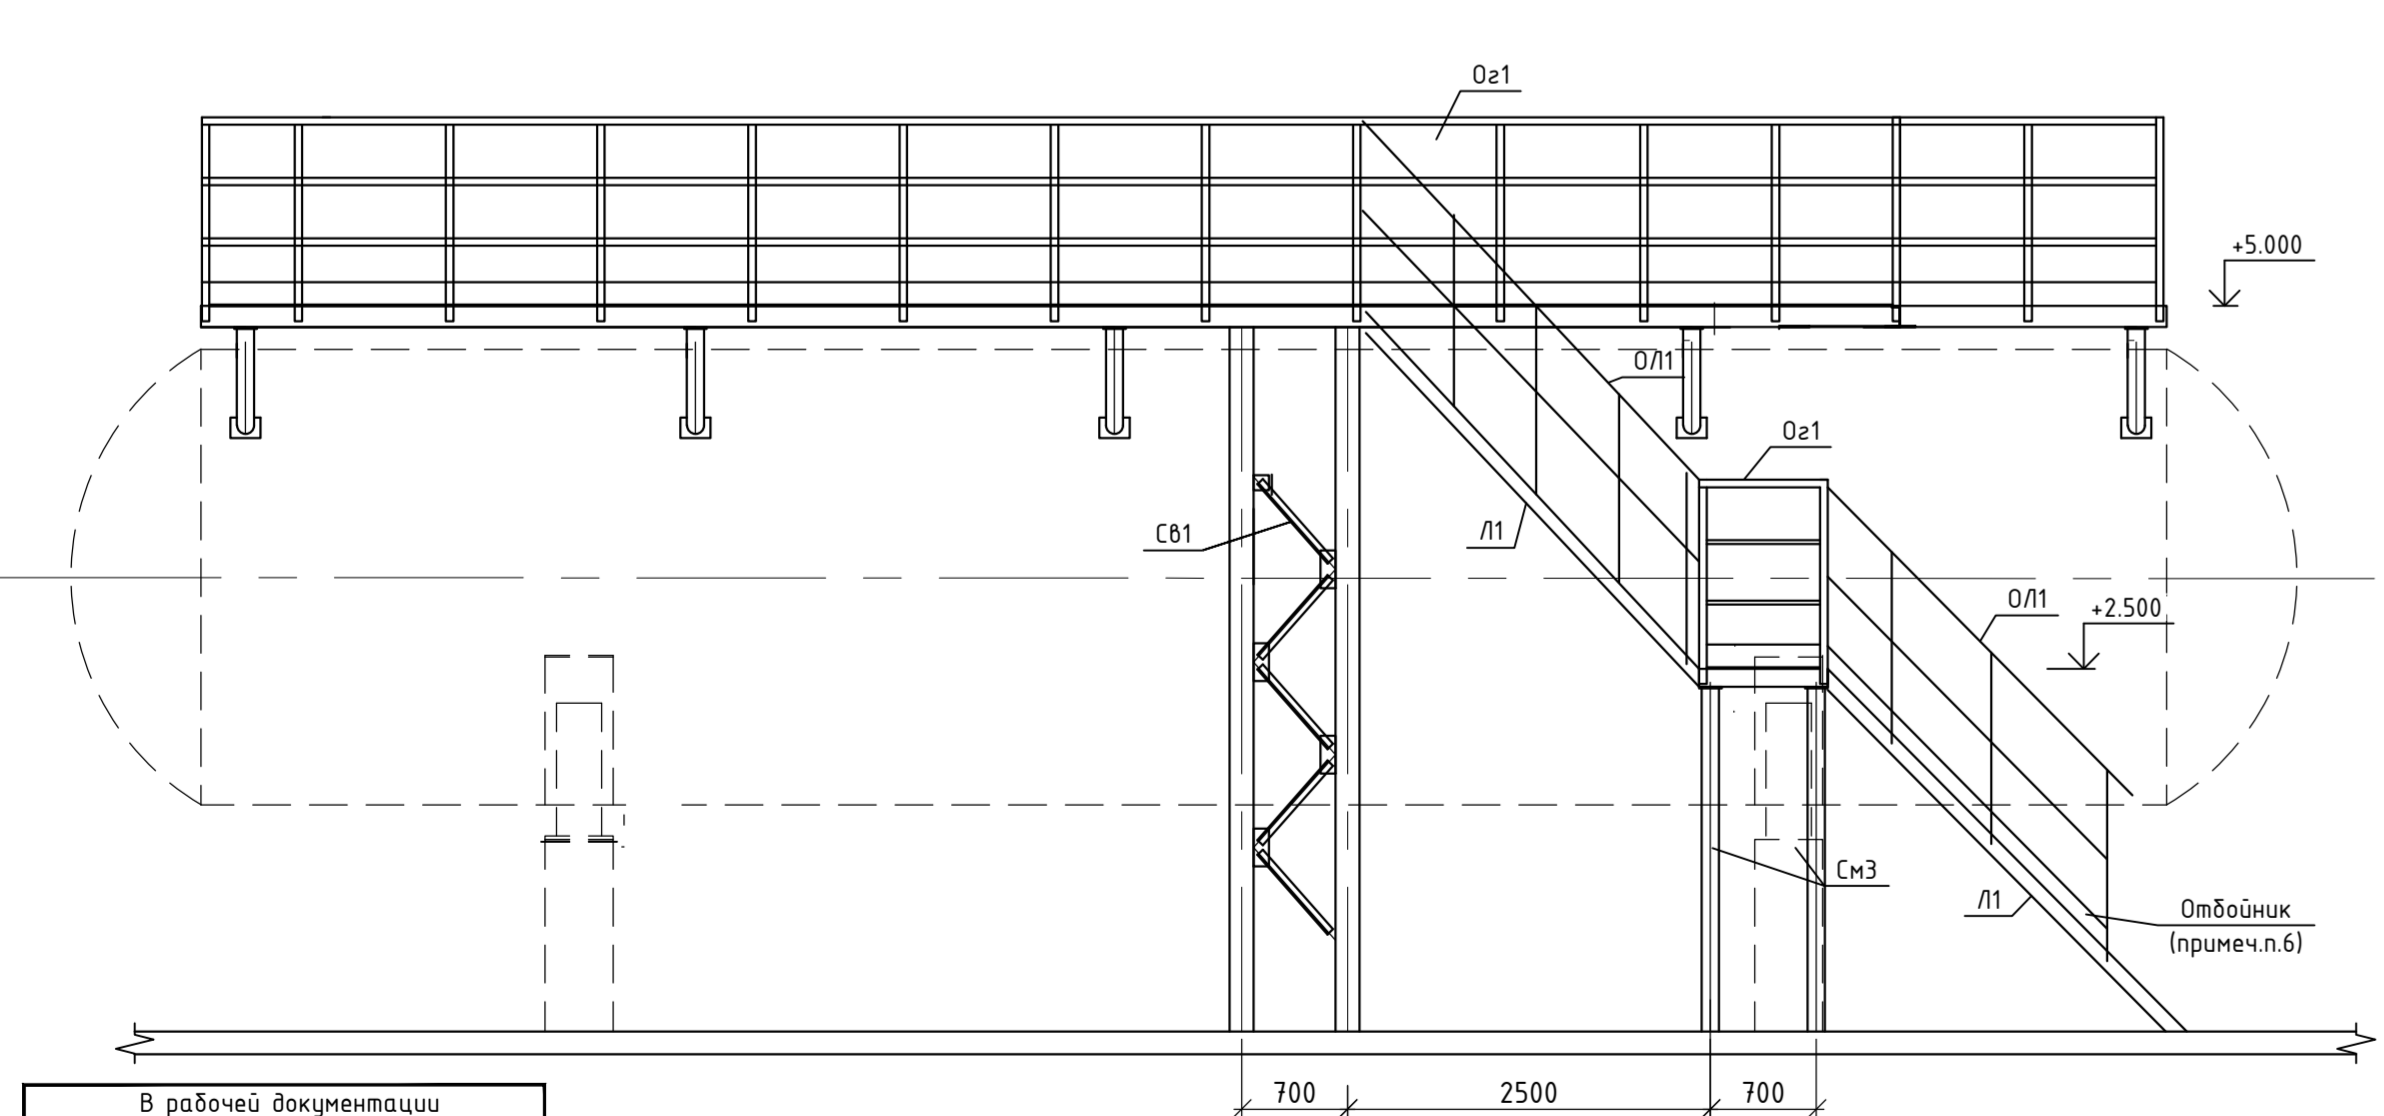 Ог1
+5.000
ОЛ1
Ог1
Св1
Л1
ОЛ1
+2.500
См3
Л1
Отбойник
(примеч.п.6)
700
2500
700
В рабочей документации